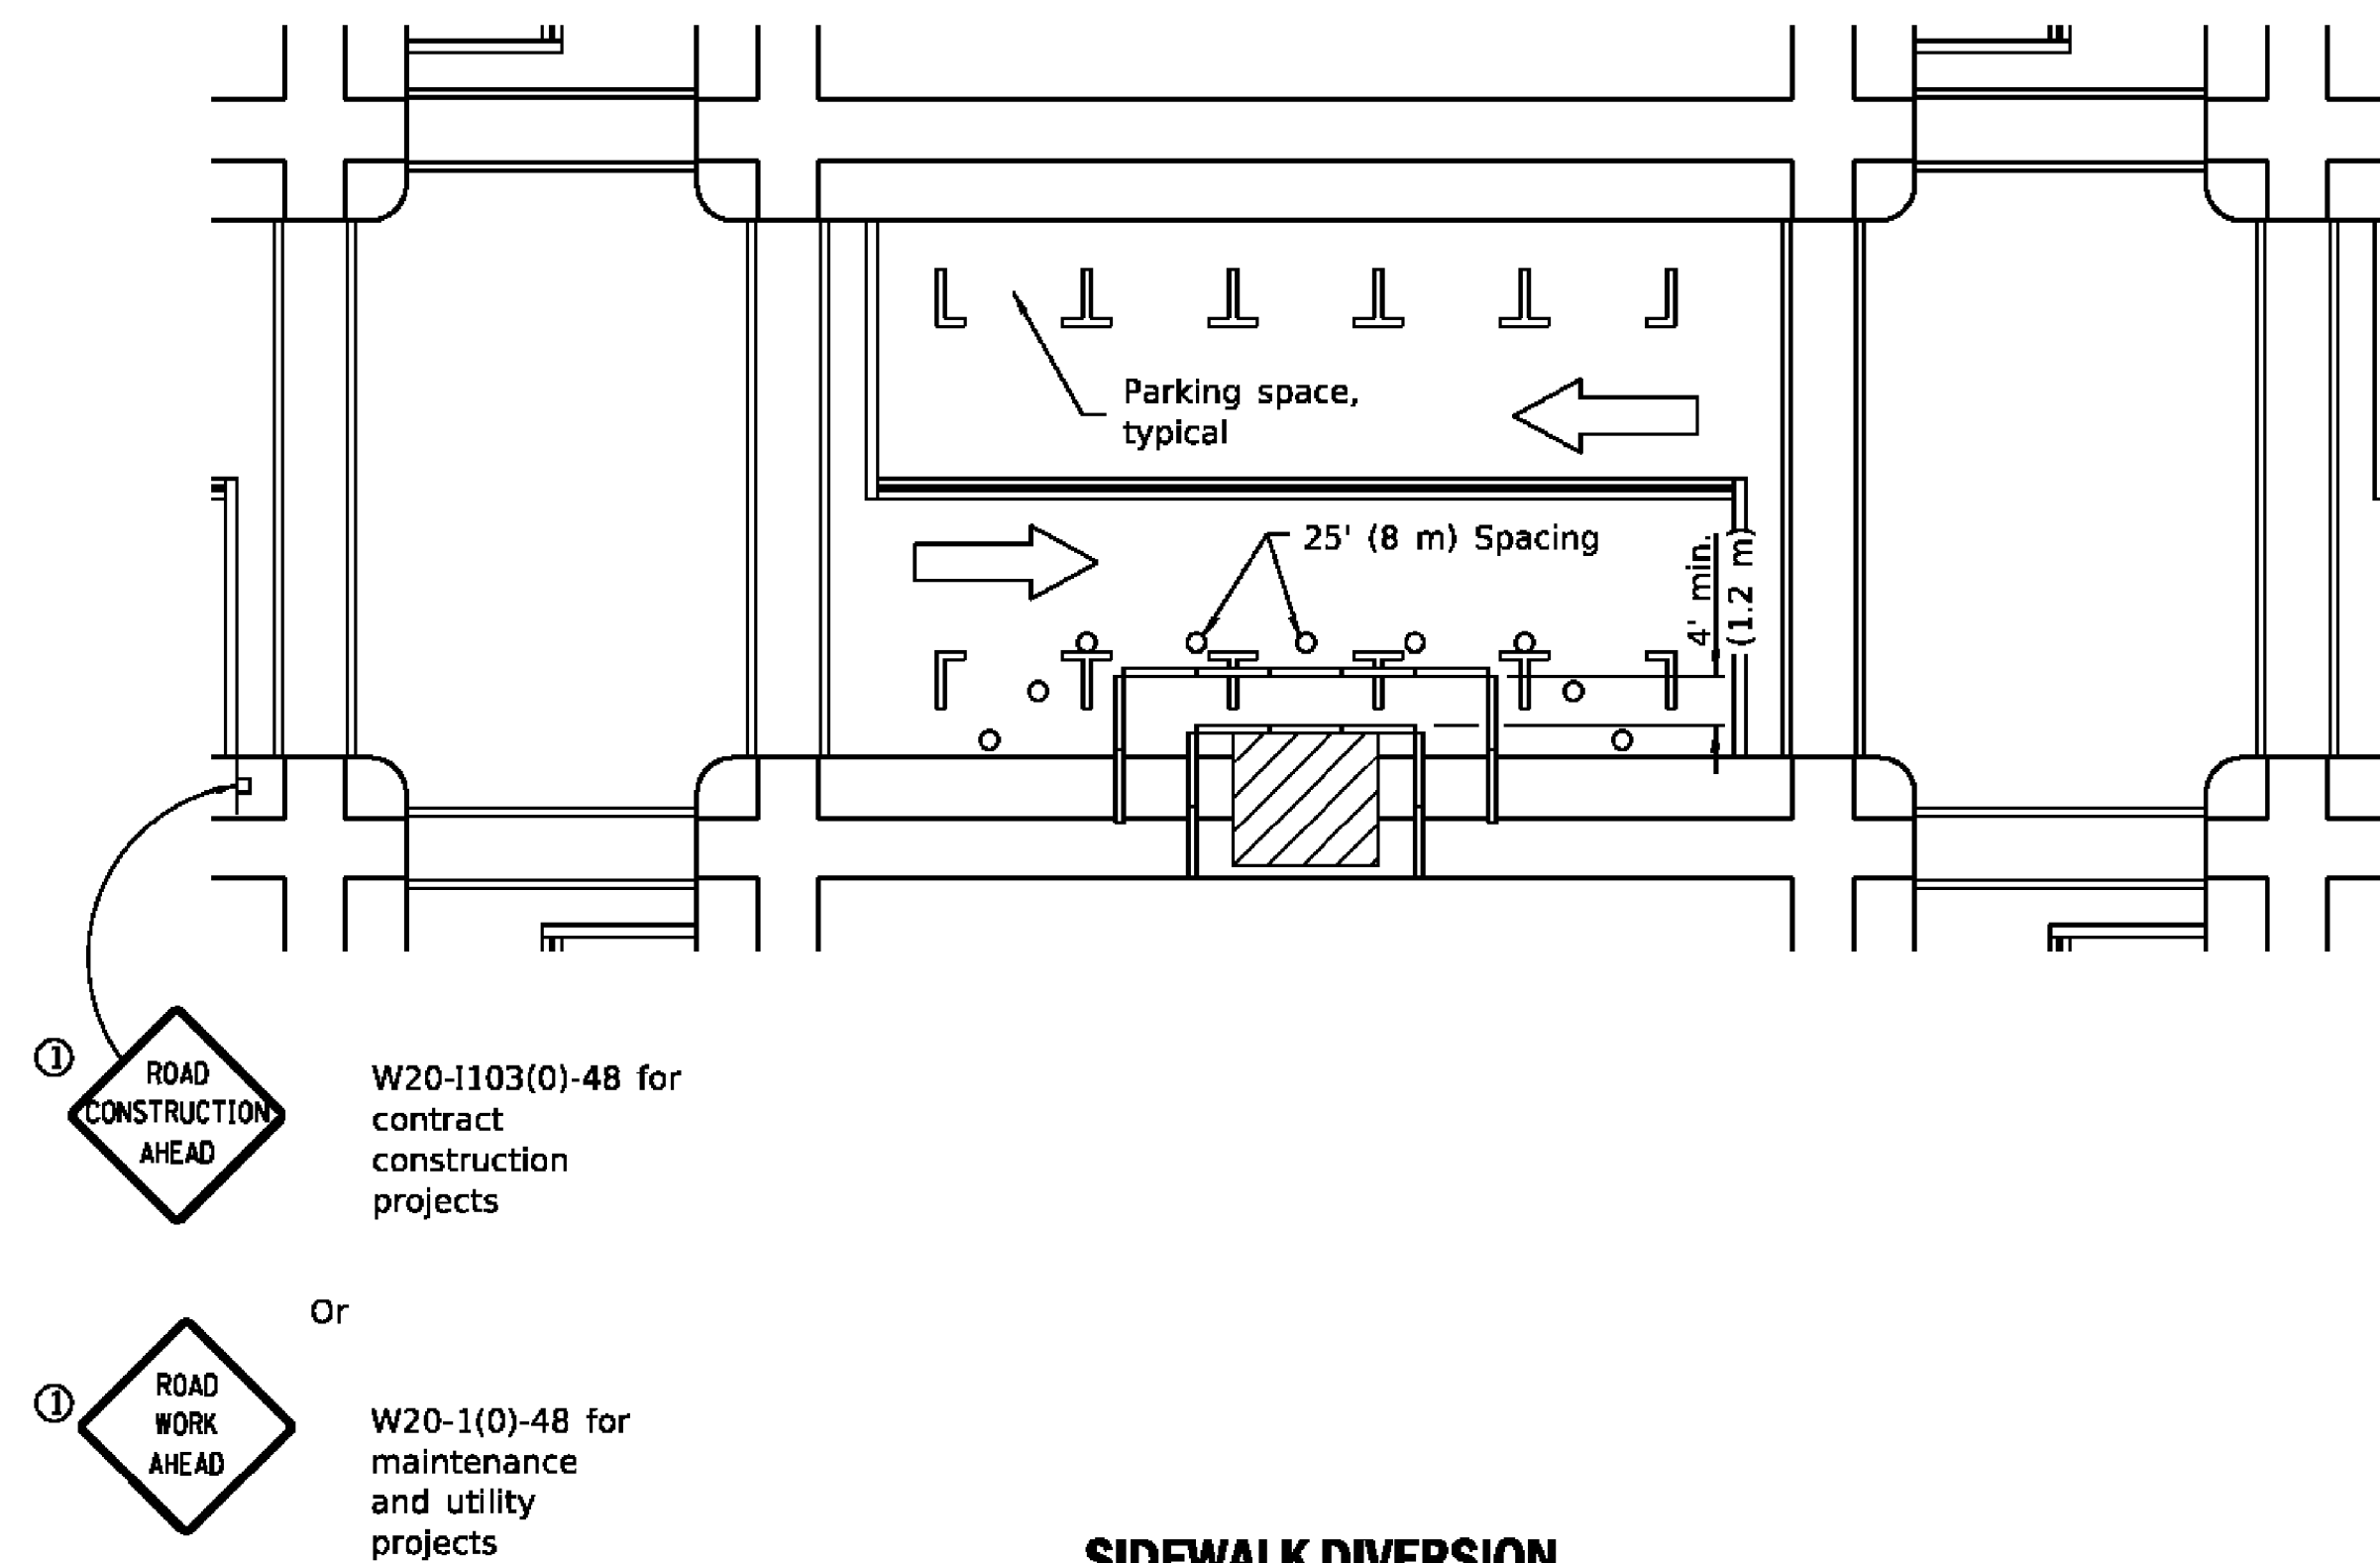 Parking space,
typical
25' (8 m) Spacing
4' min.
(1.2 m)
①
ROAD
CONSTRUCTION
AHEAD
W20-I103(0)-48 for
contract
construction
projects
Or
①
ROAD
WORK
AHEAD
W20-1(0)-48 for
maintenance
and utility
projects
SIDEWALK DIVERSION